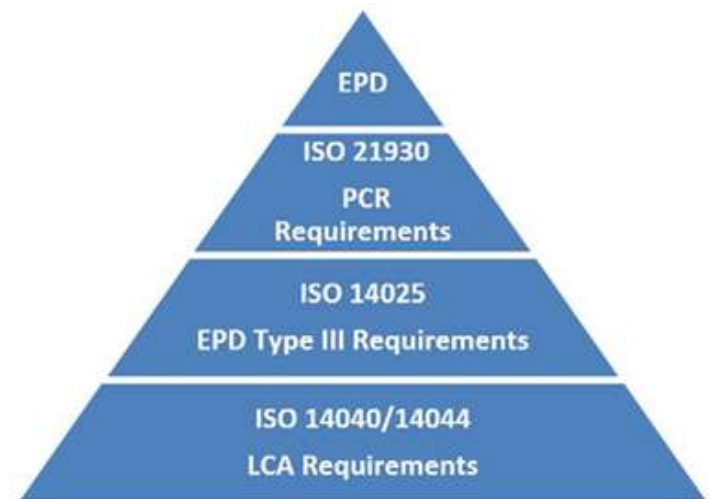 EPD
ISO 21930
PCR
Requirements
ISO 14025
EPD Type III Requirements
ISO 14040/14044
LCA Requirements